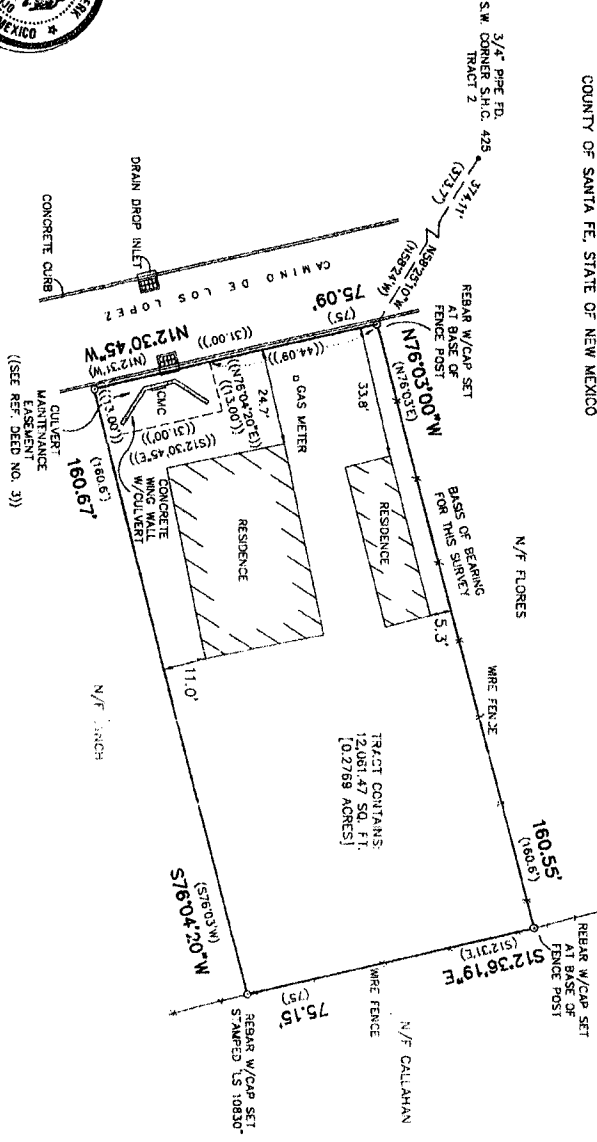 COUNTY OF SANTA FE, STATE OF NEW MEXICO
MEXICO
3/4" PIPE FD.
S.W. CORNER S.H.C. 425
TRACT 2
374.11'
(373.7')
N58°25'10"W
(N58°24'W)
REBAR W/CAP SET
AT BASE OF
FENCE POST
N76°03'00"W
(N76°03'E)
BASIS OF BEARING
FOR THIS SURVEY
N/F FLORES
WIRE FENCE
160.55'
(160.6')
REBAR W/CAP SET
AT BASE OF
FENCE POST
S12°36'19"E
(S12°31'E)
WIRE FENCE
75.15'
(75')
N/F CALLAHAN
REBAR W/CAP SET
STAMPED "LS 10830"
(S76°03'W)
S76°04'20"W
TRACT CONTAINS:
12,061.47 SQ. FT.
[0.2769 ACRES]
5.3'
RESIDENCE
33.8'
GAS METER
24.7'
RESIDENCE
11.0'
75.09'
(75')
((44.09'))
((31.00'))
N12°30'45"W
(N12°31'W)
((N76°04'20"E))
((13.00'))
((S12°30'45"E))
((31.00'))
((13.00'))
CMC
CONCRETE
WING WALL
W/CULVERT
(160.6')
160.67'
CULVERT
MAINTENANCE
EASEMENT
((SEE REF. DEED NO. 3))
CAMINO DE LOS LOPEZ
DRAIN DROP INLET
CONCRETE CURB
N/F